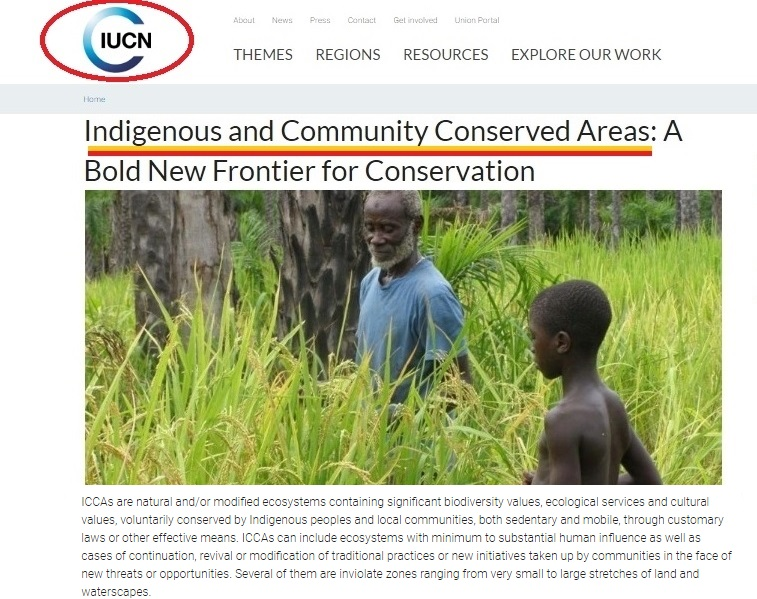 IUCN
About News Press Contact Get involved Union Portal
THEMES REGIONS RESOURCES EXPLORE OUR WORK
Home
Indigenous and Community Conserved Areas: A
Bold New Frontier for Conservation
ICCAs are natural and/or modified ecosystems containing significant biodiversity values, ecological services and cultural
values, voluntarily conserved by Indigenous peoples and local communities, both sedentary and mobile, through customary
laws or other effective means. ICCAs can include ecosystems with minimum to substantial human influence as well as
cases of continuation, revival or modification of traditional practices or new initiatives taken up by communities in the face of
new threats or opportunities. Several of them are inviolate zones ranging from very small to large stretches of land and
waterscapes.